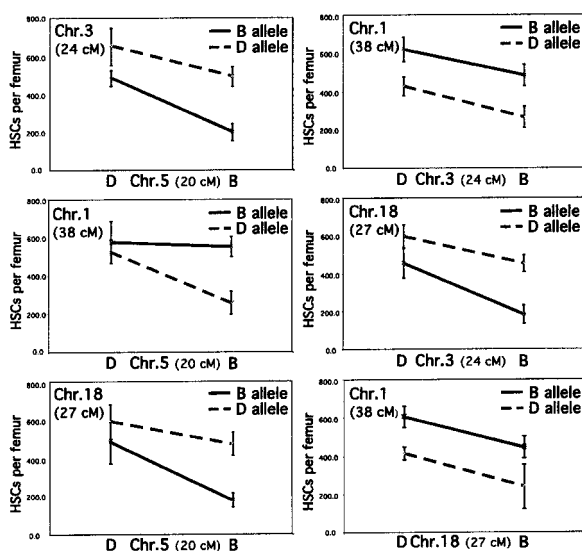 Chr.3 B allele
(24 cM) D allele
HSCs per femur
800.0
600.0
400.0
200.0
0.0
D Chr.5 (20 cM) B
Chr.1 B allele
(38 cM) D allele
HSCs per femur
800.0
600.0
400.0
200.0
0.0
D Chr.3 (24 cM) B
Chr.1 B allele
(38 cM) D allele
HSCs per femur
800.0
600.0
400.0
200.0
0.0
D Chr.5 (20 cM) B
Chr.18 B allele
(27 cM) D allele
HSCs per femur
800.0
600.0
400.0
200.0
0.0
D Chr.3 (24 cM) B
Chr.18 B allele
(27 cM) D allele
HSCs per femur
800.0
600.0
400.0
200.0
0.0
D Chr.5 (20 cM) B
Chr.1 B allele
(38 cM) D allele
HSCs per femur
800.0
600.0
400.0
200.0
0.0
D Chr.18 (27 cM) B